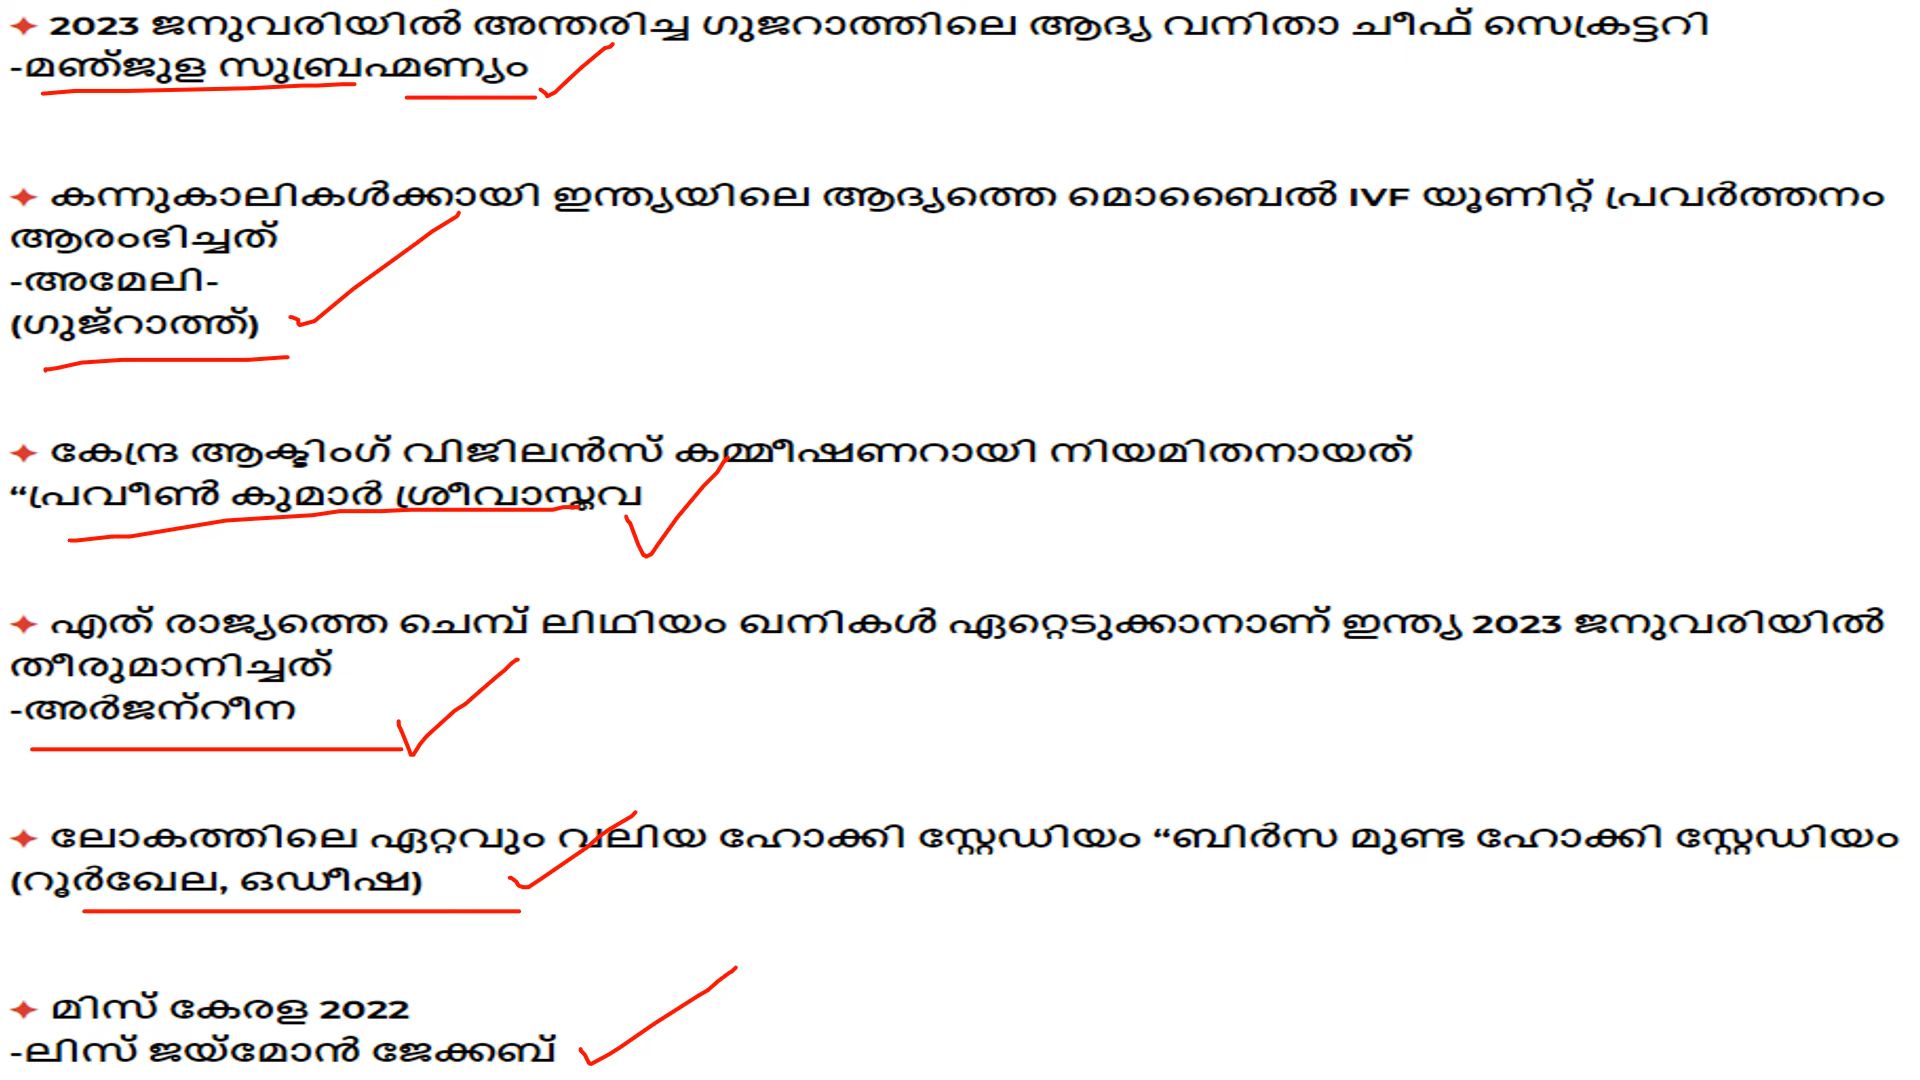 ✦ 2023 ജനുവരിയിൽ അന്തരിച്ച ഗുജറാത്തിലെ ആദ്യ വനിതാ ചീഫ് സെക്രട്ടറി
-മഞ്ജുള സുബ്രഹ്മണ്യം
✦ കന്നുകാലികൾക്കായി ഇന്ത്യയിലെ ആദ്യത്തെ മൊബൈൽ IVF യൂണിറ്റ് പ്രവർത്തനം
ആരംഭിച്ചത്
-അമേലി-
(ഗുജ്റാത്ത്)
✦ കേന്ദ്ര ആക്ടിംഗ് വിജിലൻസ് കമ്മീഷണറായി നിയമിതനായത്
“പ്രവീൺ കുമാർ ശ്രീവാസ്തവ
✦ എത് രാജ്യത്തെ ചെമ്പ് ലിഥിയം ഖനികൾ ഏറ്റെടുക്കാനാണ് ഇന്ത്യ 2023 ജനുവരിയിൽ
തീരുമാനിച്ചത്
-അർജന്റീന
✦ ലോകത്തിലെ ഏറ്റവും വലിയ ഹോക്കി സ്റ്റേഡിയം “ബിർസ മുണ്ട ഹോക്കി സ്റ്റേഡിയം
(റൂർഖേല, ഒഡീഷ)
✦ മിസ് കേരള 2022
-ലിസ് ജയ്മോൻ ജേക്കബ്